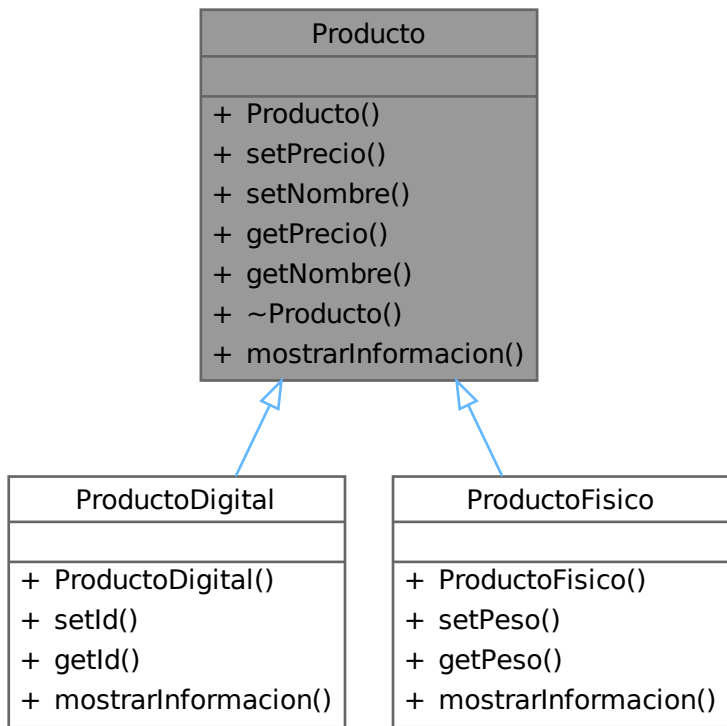 Producto
+ Producto()
+ setPrecio()
+ setNombre()
+ getPrecio()
+ getNombre()
+ ~Producto()
+ mostrarInformacion()
ProductoDigital
+ ProductoDigital()
+ setId()
+ getId()
+ mostrarInformacion()
ProductoFisico
+ ProductoFisico()
+ setPeso()
+ getPeso()
+ mostrarInformacion()